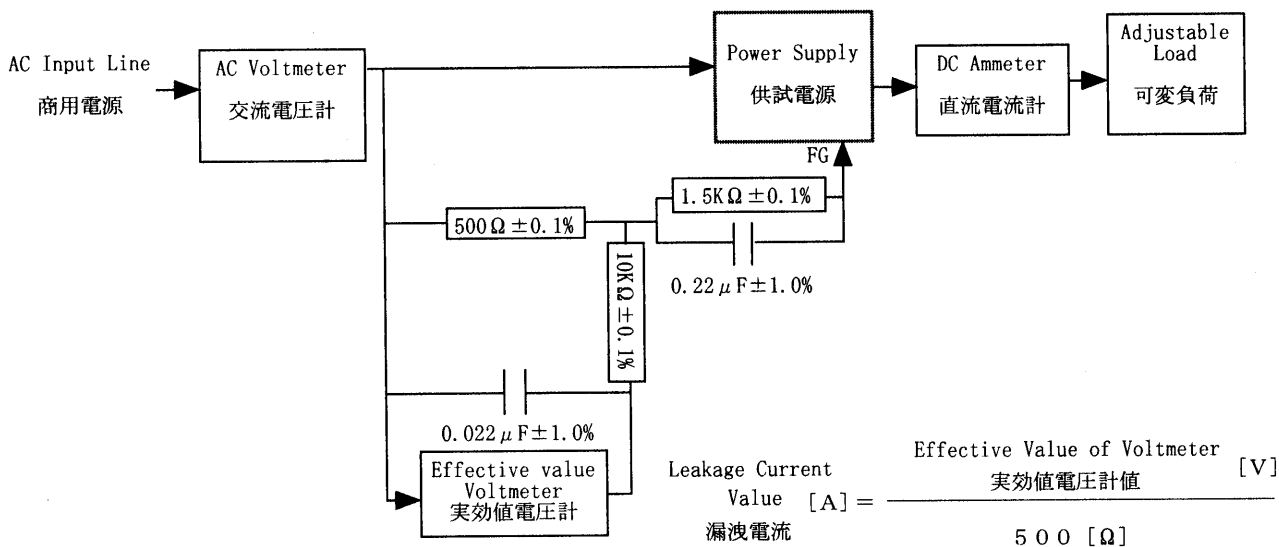 AC Input Line
商用電源
AC Voltmeter
交流電圧計
Power Supply
供試電源
FG
DC Ammeter
直流電流計
Adjustable
Load
可変負荷
1.5KΩ±0.1%
500Ω±0.1%
0.22μF±1.0%
10KΩ±0.1%
0.022μF±1.0%
Effective value
Voltmeter
実効値電圧計
Leakage Current
Value [A]=
漏洩電流
Effective Value of Voltmeter
実効値電圧計値 [V]
500 [Ω]